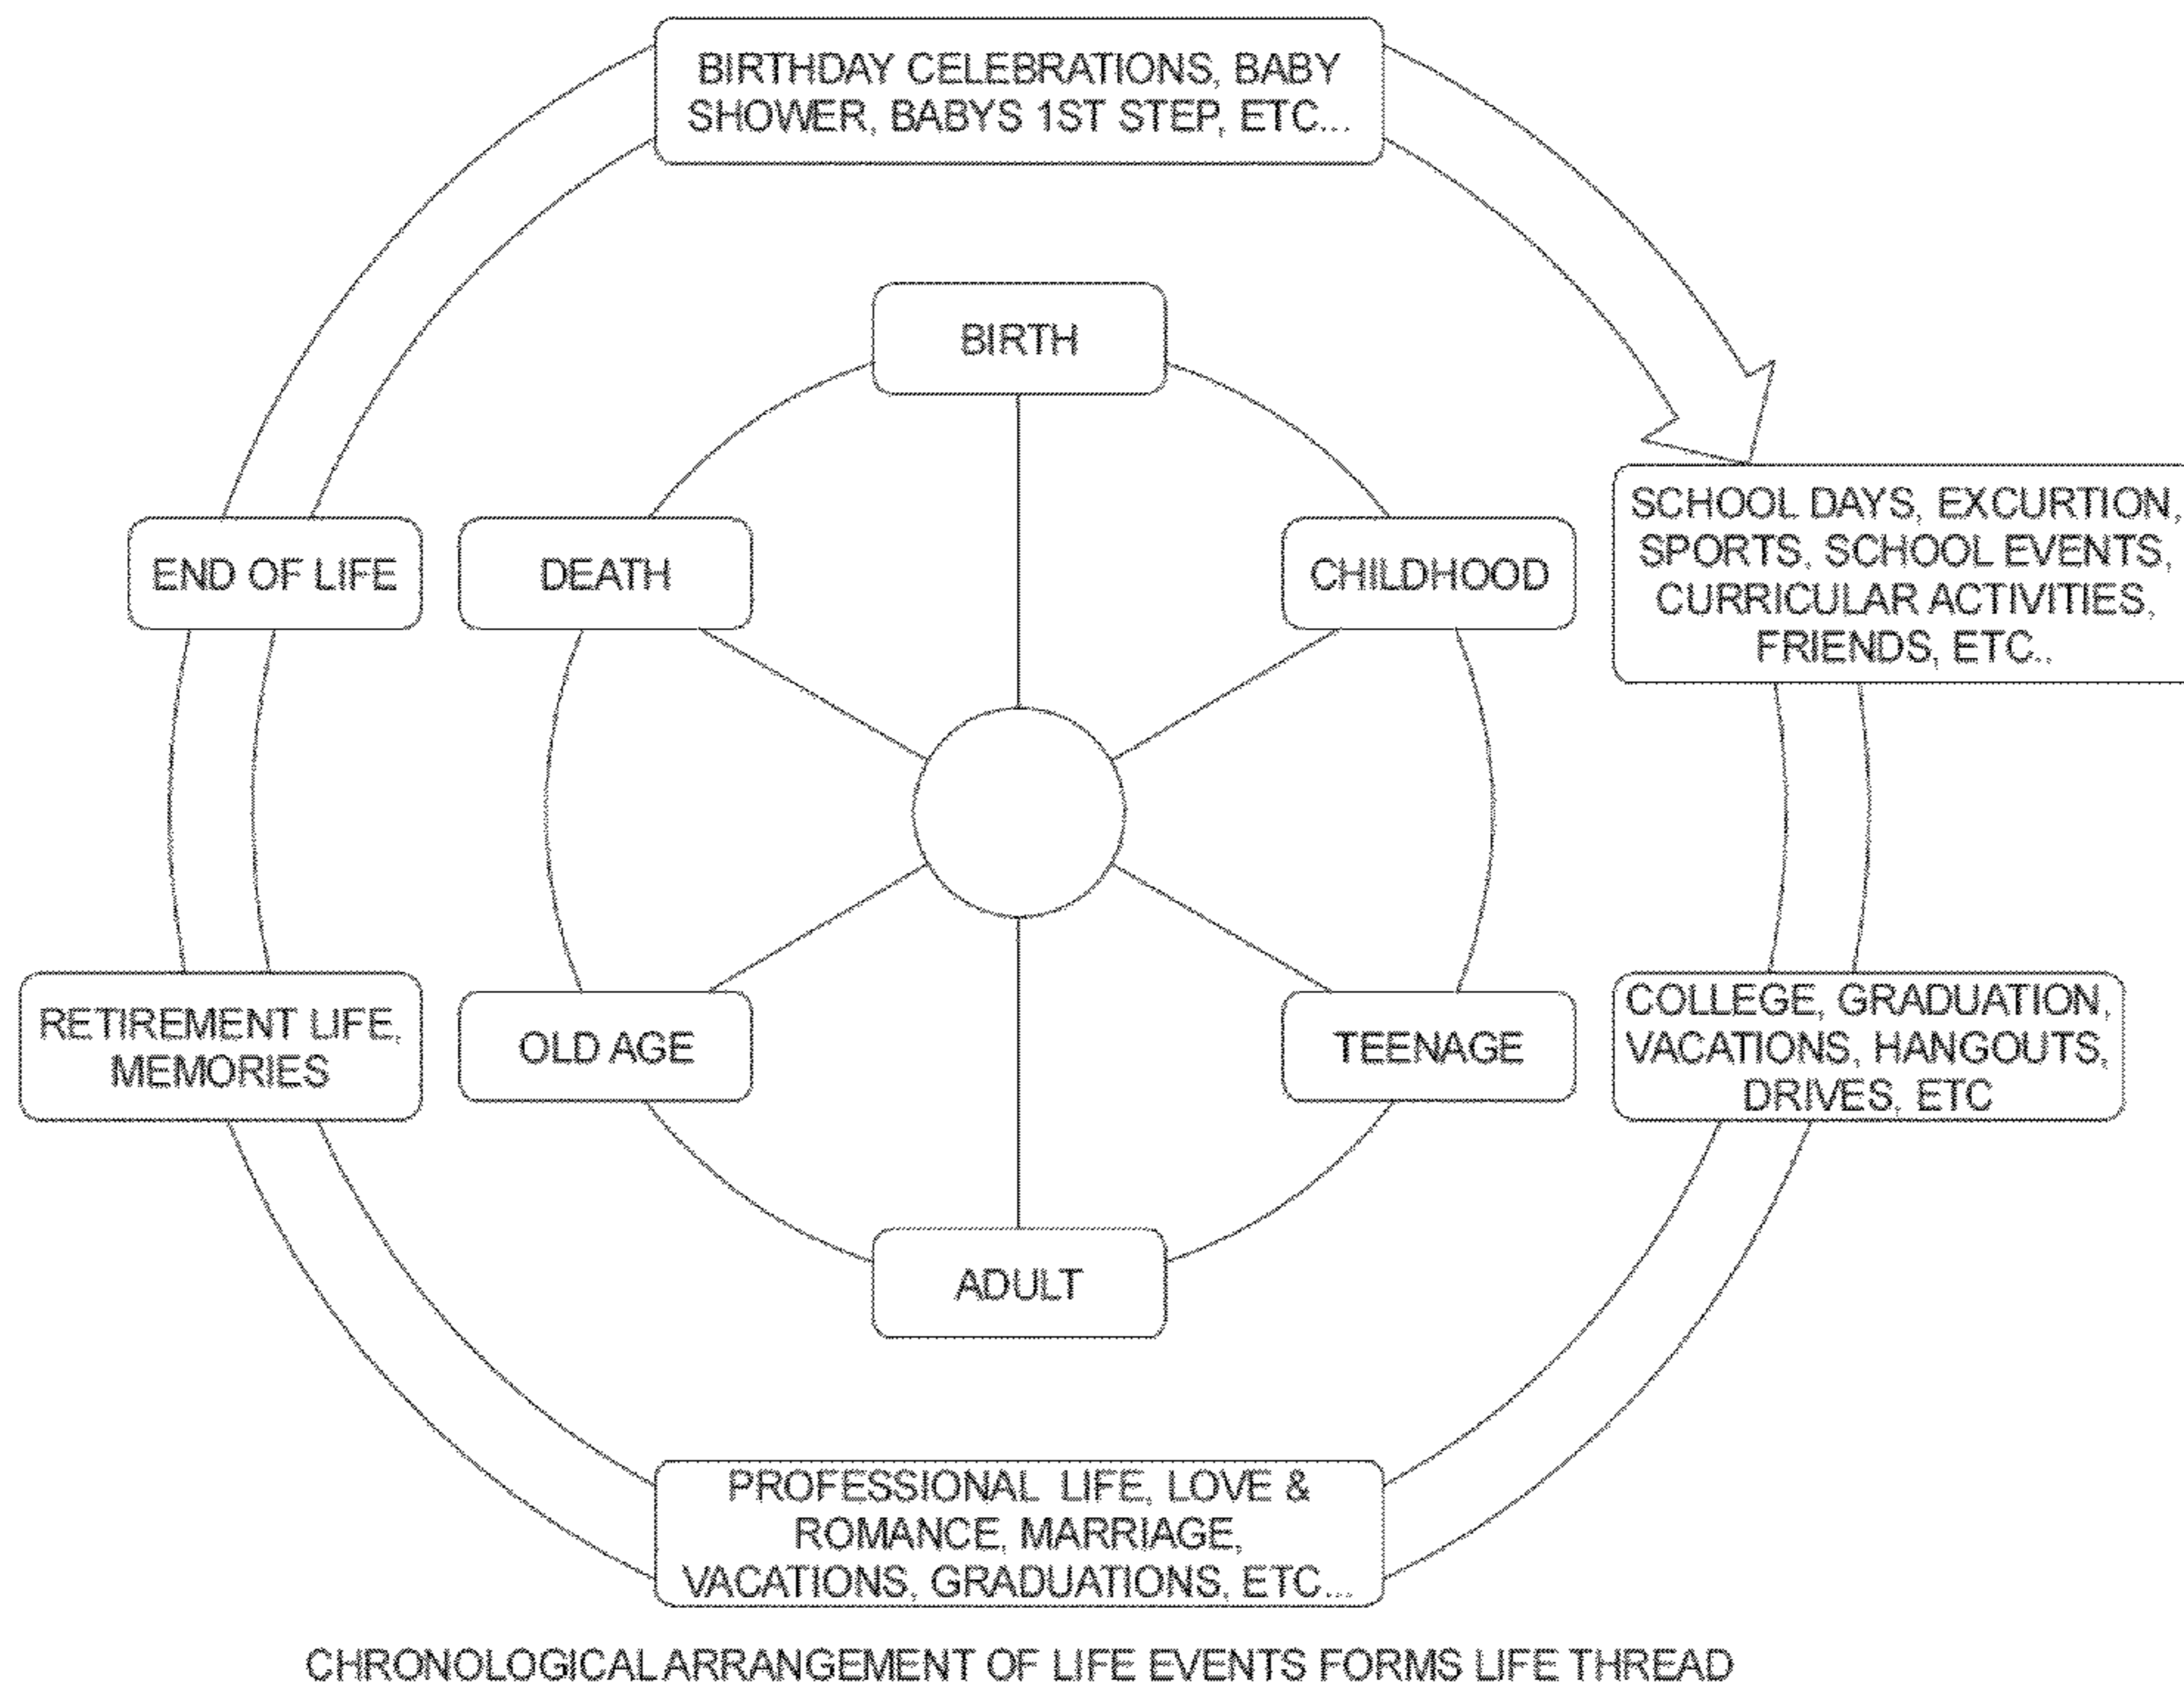 BIRTHDAY CELEBRATIONS, BABY
SHOWER, BABYS 1ST STEP, ETC...
BIRTH
END OF LIFE
DEATH
CHILDHOOD
SCHOOL DAYS, EXCURTION,
SPORTS, SCHOOL EVENTS,
CURRICULAR ACTIVITIES,
FRIENDS, ETC..
RETIREMENT LIFE,
MEMORIES
OLD AGE
TEENAGE
COLLEGE, GRADUATION,
VACATIONS, HANGOUTS,
DRIVES, ETC
ADULT
PROFESSIONAL LIFE, LOVE &
ROMANCE, MARRIAGE,
VACATIONS, GRADUATIONS, ETC...
CHRONOLOGICAL ARRANGEMENT OF LIFE EVENTS FORMS LIFE THREAD